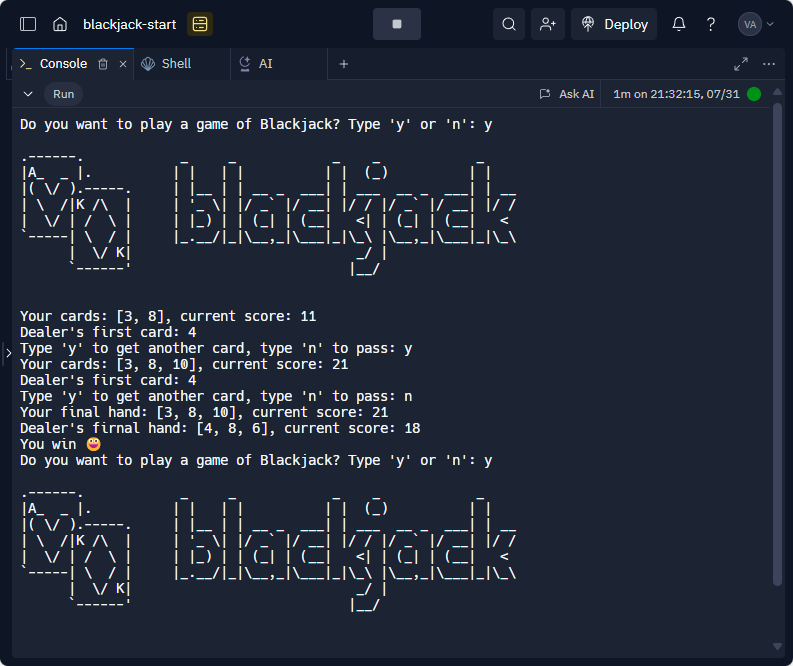 blackjack-start
Deploy
?
VA
>_ Console
Shell
AI
Run
Ask AI
1m on 21:32:15, 07/31
Do you want to play a game of Blackjack? Type 'y' or 'n': y
.------.            _     _            _    _            _
|A_  _ |.          | |   | |          | |  (_)          | |
|( \/ ).-----.     | |__ | | __ _  ___| | ___  __ _  ___| | __
| \  /|K /\  |     | '_ \| |/ _` |/ __| |/ / |/ _` |/ __| |/ /
|  \/ | /  \ |     | |_) | | (_| | (__|   <| | (_| | (__|   <
`-----| \  / |     |_.__/|_|\__,_|\___|_|\_\ |\__,_|\___|_|\_\
      |  \/ K|                            _/ |
      `------'                           |__/
Your cards: [3, 8], current score: 11
Dealer's first card: 4
Type 'y' to get another card, type 'n' to pass: y
Your cards: [3, 8, 10], current score: 21
Dealer's first card: 4
Type 'y' to get another card, type 'n' to pass: n
Your final hand: [3, 8, 10], current score: 21
Dealer's firnal hand: [4, 8, 6], current score: 18
You win 😀
Do you want to play a game of Blackjack? Type 'y' or 'n': y
.------.            _     _            _    _            _
|A_  _ |.          | |   | |          | |  (_)          | |
|( \/ ).-----.     | |__ | | __ _  ___| | ___  __ _  ___| | __
| \  /|K /\  |     | '_ \| |/ _` |/ __| |/ / |/ _` |/ __| |/ /
|  \/ | /  \ |     | |_) | | (_| | (__|   <| | (_| | (__|   <
`-----| \  / |     |_.__/|_|\__,_|\___|_|\_\ |\__,_|\___|_|\_\
      |  \/ K|                            _/ |
      `------'                           |__/